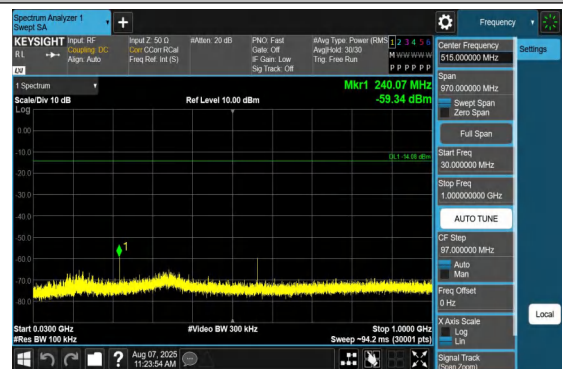 Spectrum Analyzer 1
Swept SA
Frequency
KEYSIGHT
RL
Input: RF
Coupling: DC
Align: Auto
Input Z: 50 Ω
Corr CCorr RCal
Freq Ref: Int (S)
#Atten: 20 dB
PNO: Fast
Gate: Off
IF Gain: Low
Sig Track: Off
#Avg Type: Power (RMS
Avg|Hold: 30/30
Trig: Free Run
1 2 3 4 5 6
M W W W W W
P P P P P P
LXI
1 Spectrum
Scale/Div 10 dB
Log
Ref Level 10.00 dBm
Mkr1 240.07 MHz
-59.34 dBm
0.00
-10.0
-20.0
-30.0
-40.0
-50.0
-60.0
-70.0
-80.0
1
Start 0.0300 GHz
#Res BW 100 kHz
#Video BW 300 kHz
Stop 1.0000 GHz
Sweep ~94.2 ms (30001 pts)
Aug 07, 2025
11:23:54 AM
Center Frequency
515.000000 MHz
Span
970.000000 MHz
Swept Span
Zero Span
Full Span
Start Freq
30.000000 MHz
Stop Freq
1.000000000 GHz
AUTO TUNE
CF Step
97.000000 MHz
Auto
Man
Freq Offset
0 Hz
X Axis Scale
Log
Lin
Signal Track
(Span Zoom)
Settings
Local